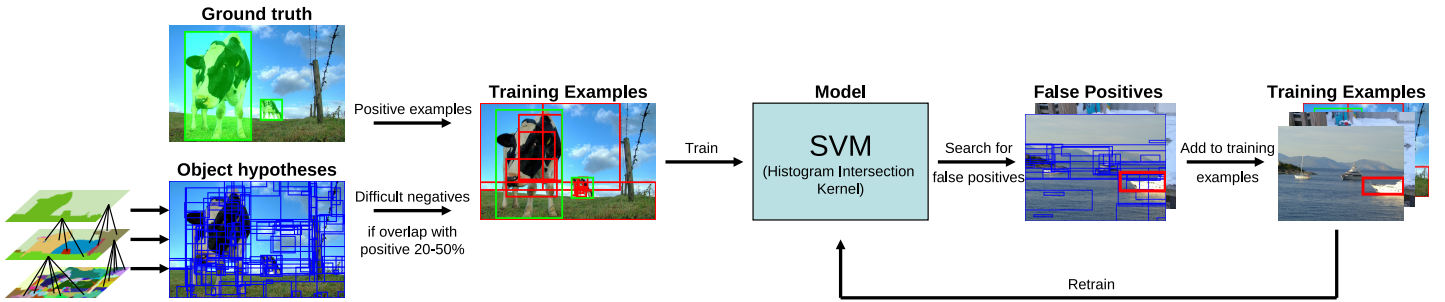 Ground truth
Positive examples
Object hypotheses
Difficult negatives
if overlap with
positive 20-50%
Training Examples
Train
Model
SVM
(Histogram Intersection
Kernel)
Search for
false positives
False Positives
Add to training
examples
Training Examples
Retrain